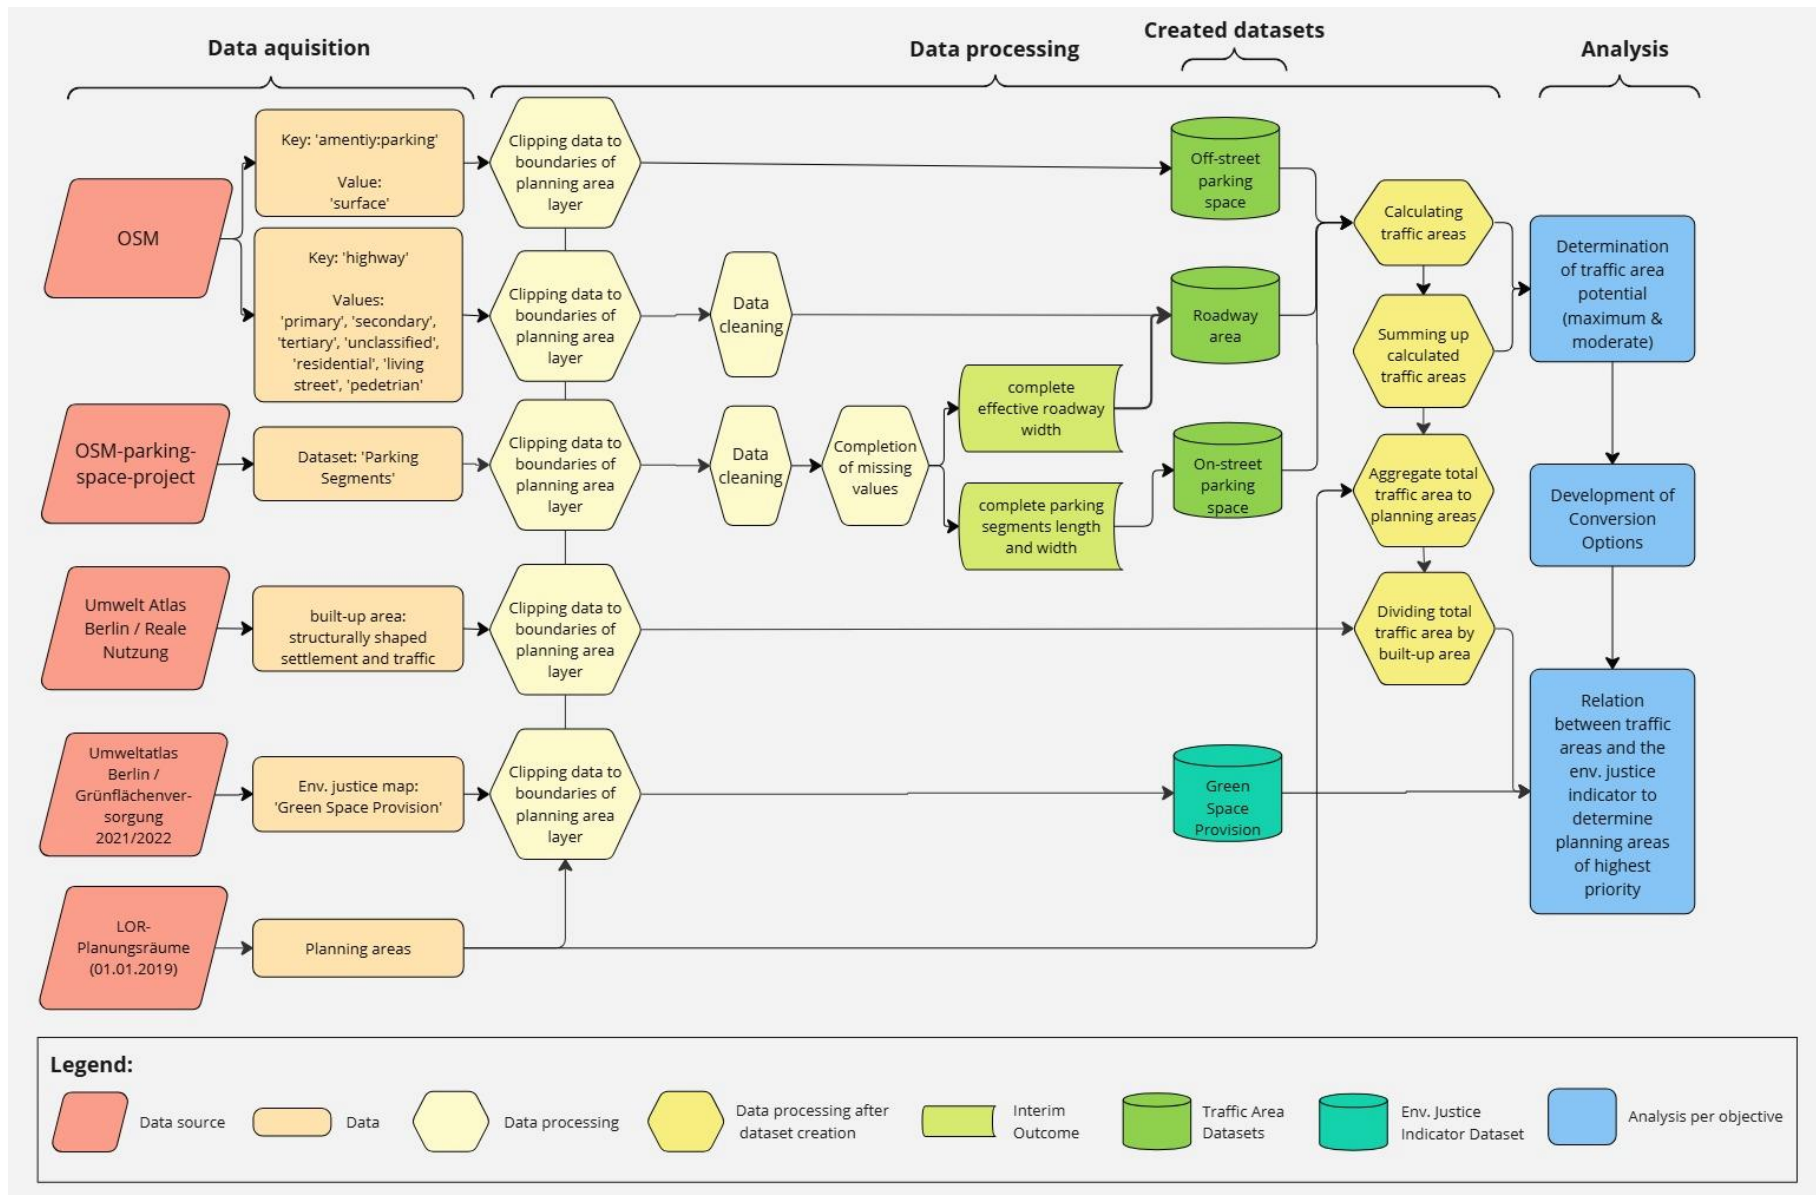 Data aquisition
Data processing
Created datasets
Analysis
OSM
Key: 'amentiy:parking'
Value:
'surface'
Clipping data to
boundaries of
planning area
layer
Off-street
parking
space
Calculating
traffic areas
Determination
of traffic area
potential
(maximum &
moderate)
Key: 'highway'
Values:
'primary', 'secondary',
'tertiary', 'unclassified',
'residential', 'living
street', 'pedetrian'
Clipping data to
boundaries of
planning area
layer
Data
cleaning
Roadway
area
Summing up
calculated
traffic areas
complete
effective roadway
width
OSM-parking-
space-project
Dataset: 'Parking
Segments'
Clipping data to
boundaries of
planning area
layer
Data
cleaning
Completion
of missing
values
complete parking
segments length
and width
On-street
parking
space
Aggregate total
traffic area to
planning areas
Development of
Conversion
Options
Umwelt Atlas
Berlin / Reale
Nutzung
built-up area:
structurally shaped
settlement and traffic
Clipping data to
boundaries of
planning area
layer
Dividing total
traffic area by
built-up area
Umweltatlas
Berlin /
Grünflächenver-
sorgung
2021/2022
Env. justice map:
'Green Space Provision'
Clipping data to
boundaries of
planning area
layer
Green
Space
Provision
Relation
between traffic
areas and the
env. justice
indicator to
determine
planning areas
of highest
priority
LOR-
Planungsräume
(01.01.2019)
Planning areas
Legend:
Data source
Data
Data processing
Data processing after
dataset creation
Interim
Outcome
Traffic Area
Datasets
Env. Justice
Indicator Dataset
Analysis per objective